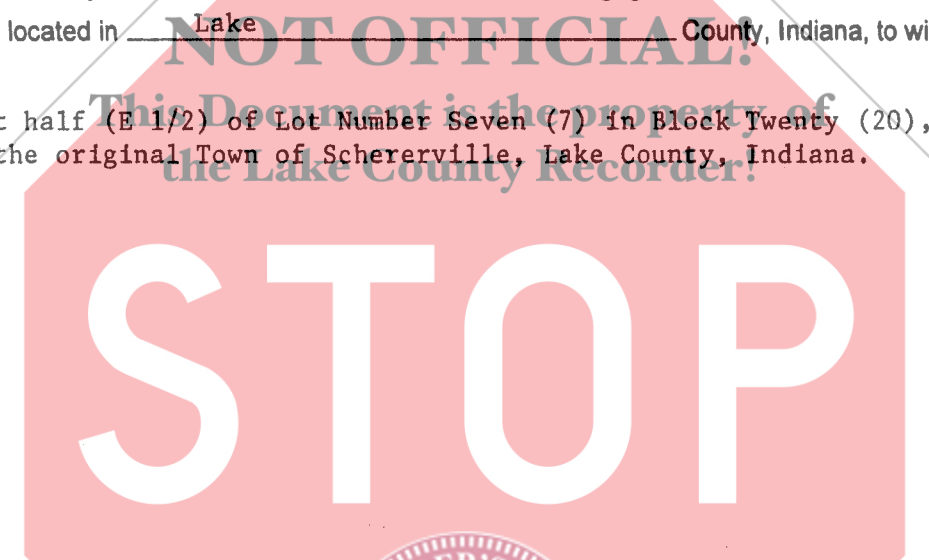 located in Lake County, Indiana, to wi
NOT OFFICIAL!
This Document is the property of
half (E 1/2) of Lot Number Seven (7) in Block Twenty (20),
the original Town of Schererville, Lake County, Indiana.
the Lake County Recorder!
STOP